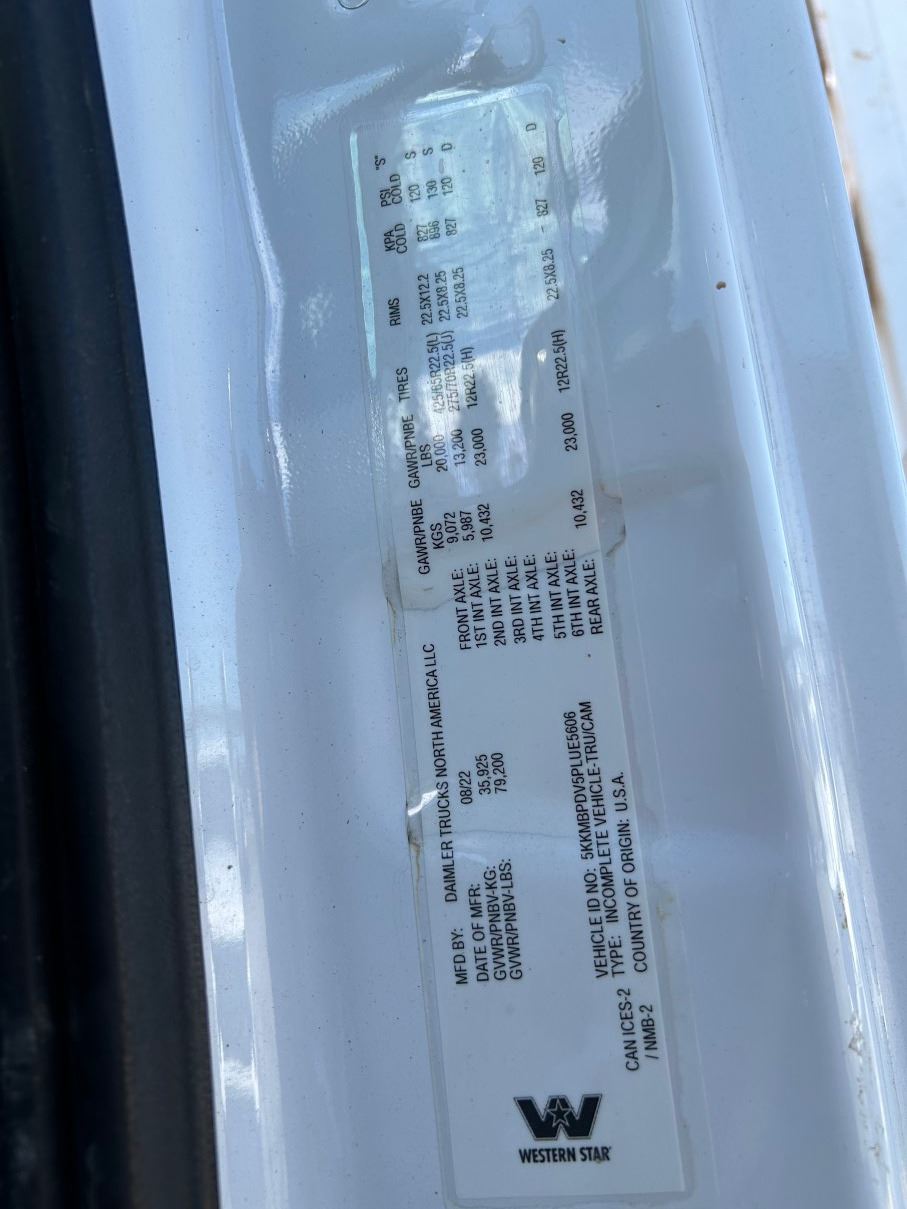 MFD BY: DAIMLER TRUCKS NORTH AMERICA LLC
DATE OF MFR: 08/22
GVWR/PNBV-KG: 35,925
GVWR/PNBV-LBS: 79,200
GAWR/PNBE GAWR/PNBE TIRES RIMS KPA PSI "S"
KGS LBS COLD COLD
FRONT AXLE: 9,072 20,000 425/65R22.5(L) 22.5X12.2 827 120 S
1ST INT AXLE: 5,987 13,200 275/70R22.5(J) 22.5X8.25 896 130 S
2ND INT AXLE: 10,432 23,000 12R22.5(H) 22.5X8.25 827 120 D
3RD INT AXLE:
4TH INT AXLE:
5TH INT AXLE:
6TH INT AXLE:
REAR AXLE: 10,432 23,000 12R22.5(H) 22.5X8.25 827 120 D
VEHICLE ID NO: 5KKMBPDV5PLUE5606
TYPE: INCOMPLETE VEHICLE-TRU/CAM
COUNTRY OF ORIGIN: U.S.A.
CAN ICES-2
/ NMB-2
WESTERN STAR